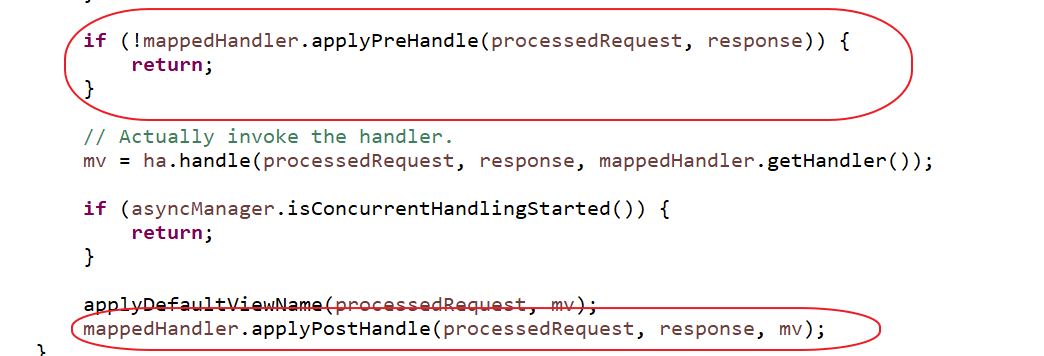 if (!mappedHandler.applyPreHandle(processedRequest, response)) {
return;
}
// Actually invoke the handler.
mv = ha.handle(processedRequest, response, mappedHandler.getHandler());
if (asyncManager.isConcurrentHandlingStarted()) {
return;
}
applyDefaultViewName(processedRequest, mv);
mappedHandler.applyPostHandle(processedRequest, response, mv);
}